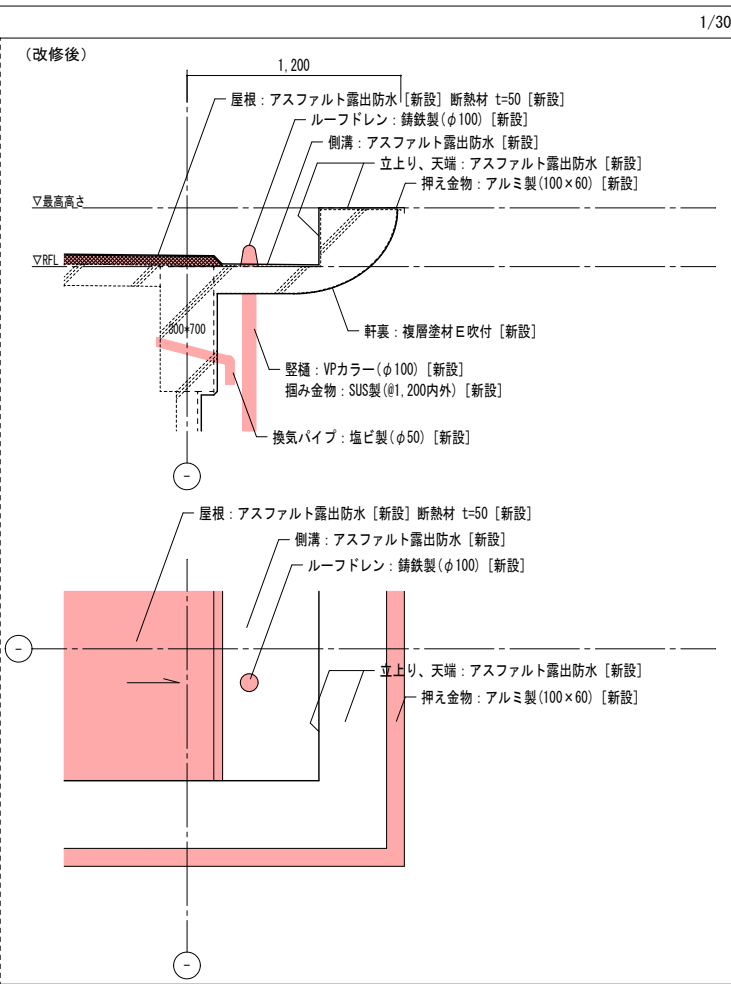 1/30
(改修後)
1,200
屋根：アスファルト露出防水 [新設] 断熱材 t=50 [新設]
ルーフドレン：鋳鉄製(φ100) [新設]
側溝：アスファルト露出防水 [新設]
立上り、天端：アスファルト露出防水 [新設]
押え金物：アルミ製(100×60) [新設]
▽最高高さ
▽RFL
軒裏：複層塗材E吹付 [新設]
竪樋：VPカラー(φ100) [新設]
掴み金物：SUS製(@1,200内外) [新設]
換気パイプ：塩ビ製(φ50) [新設]
-
屋根：アスファルト露出防水 [新設] 断熱材 t=50 [新設]
側溝：アスファルト露出防水 [新設]
ルーフドレン：鋳鉄製(φ100) [新設]
-
立上り、天端：アスファルト露出防水 [新設]
押え金物：アルミ製(100×60) [新設]
-